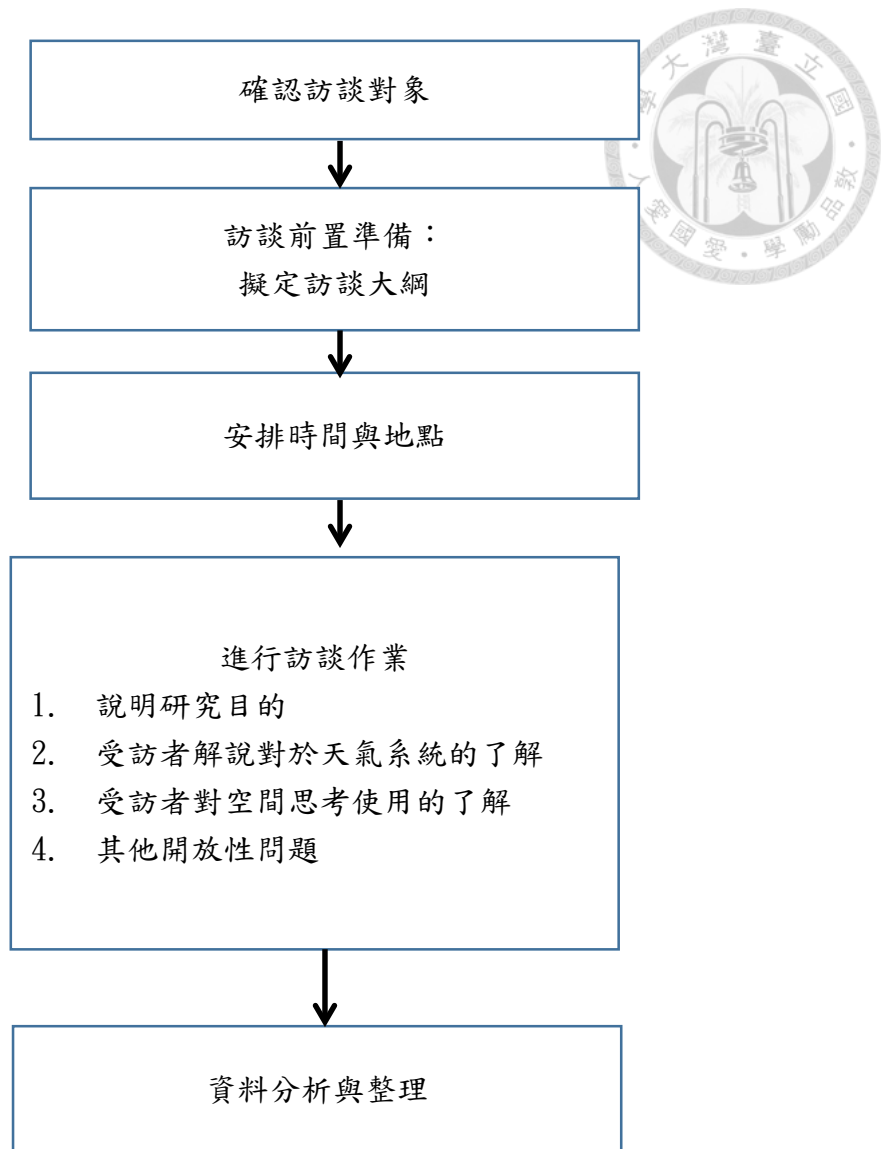 確認訪談對象
訪談前置準備：
擬定訪談大綱
安排時間與地點
進行訪談作業
1. 說明研究目的
2. 受訪者解說對於天氣系統的了解
3. 受訪者對空間思考使用的了解
4. 其他開放性問題
資料分析與整理